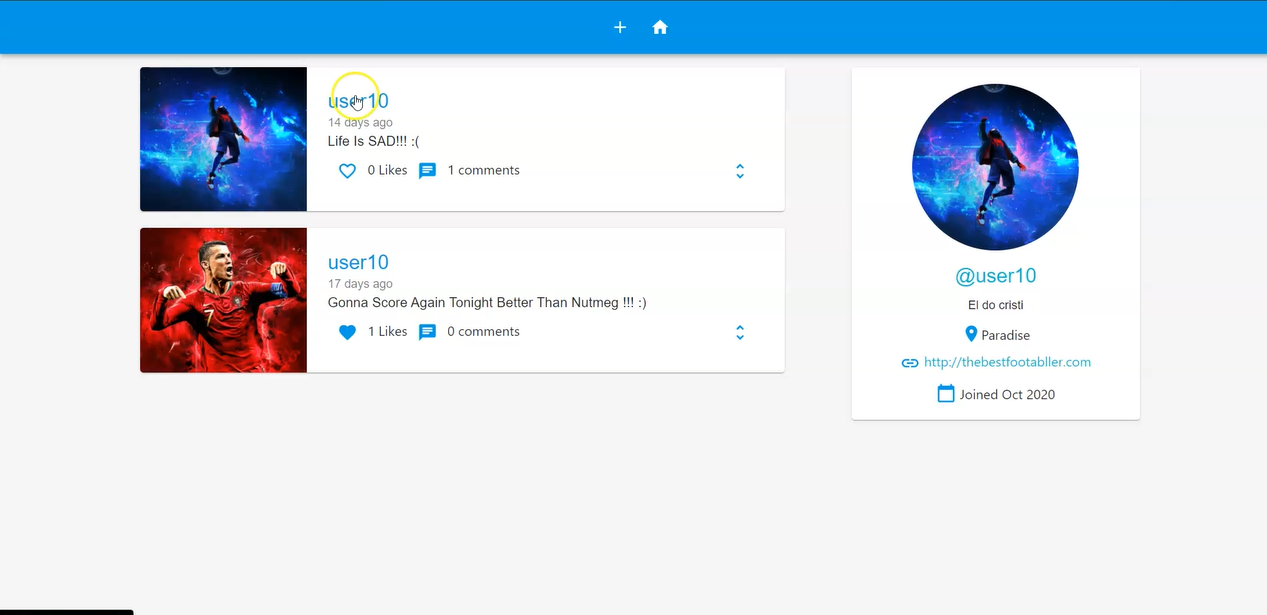 user10
14 days ago
Life Is SAD!!! :(
0 Likes 1 comments
user10
17 days ago
Gonna Score Again Tonight Better Than Nutmeg !!! :)
1 Likes 0 comments
7
@user10
El do cristi
Paradise
http://thebestfootabller.com
Joined Oct 2020